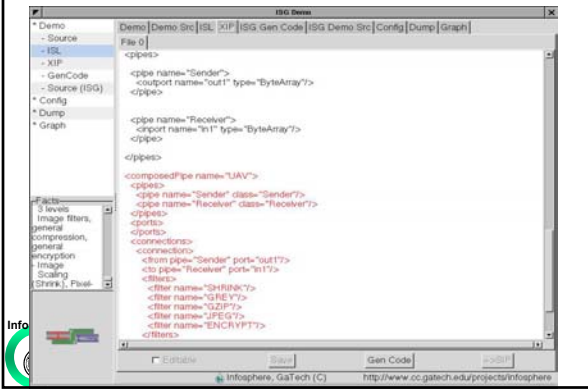 ISG Demo
* Demo
- Source
- ISL
- XIP
- GenCode
- Source (ISG)
* Config
* Dump
* Graph
Demo Demo Src ISL XIP ISG Gen Code ISG Demo Src Config Dump Graph
File 0
<pipes>
<pipe name="Sender">
<outport name="out1" type="ByteArray"/>
</pipe>
<pipe name="Receiver">
<inport name="in1" type="ByteArray"/>
</pipe>
</pipes>
<composedPipe name="UAV">
<pipes>
<pipe name="Sender" class="Sender"/>
<pipe name="Receiver" class="Receiver"/>
</pipes>
<ports>
</ports>
<connections>
<connection>
<from pipe="Sender" port="out1"/>
<to pipe="Receiver" port="in1"/>
<filters>
<filter name="SHRINK"/>
<filter name="GREY"/>
<filter name="GZIP"/>
<filter name="JPEG"/>
<filter name="ENCRYPT"/>
</filters>
Facts
3 levels
Image filters,
general
compression,
general
encryption
- Image
Scaling
(Shrink), Pixel-
Info
Editable
Save
Gen Code
->SIP
Infosphere, GaTech (C)
http://www.cc.gatech.edu/projects/infosphere